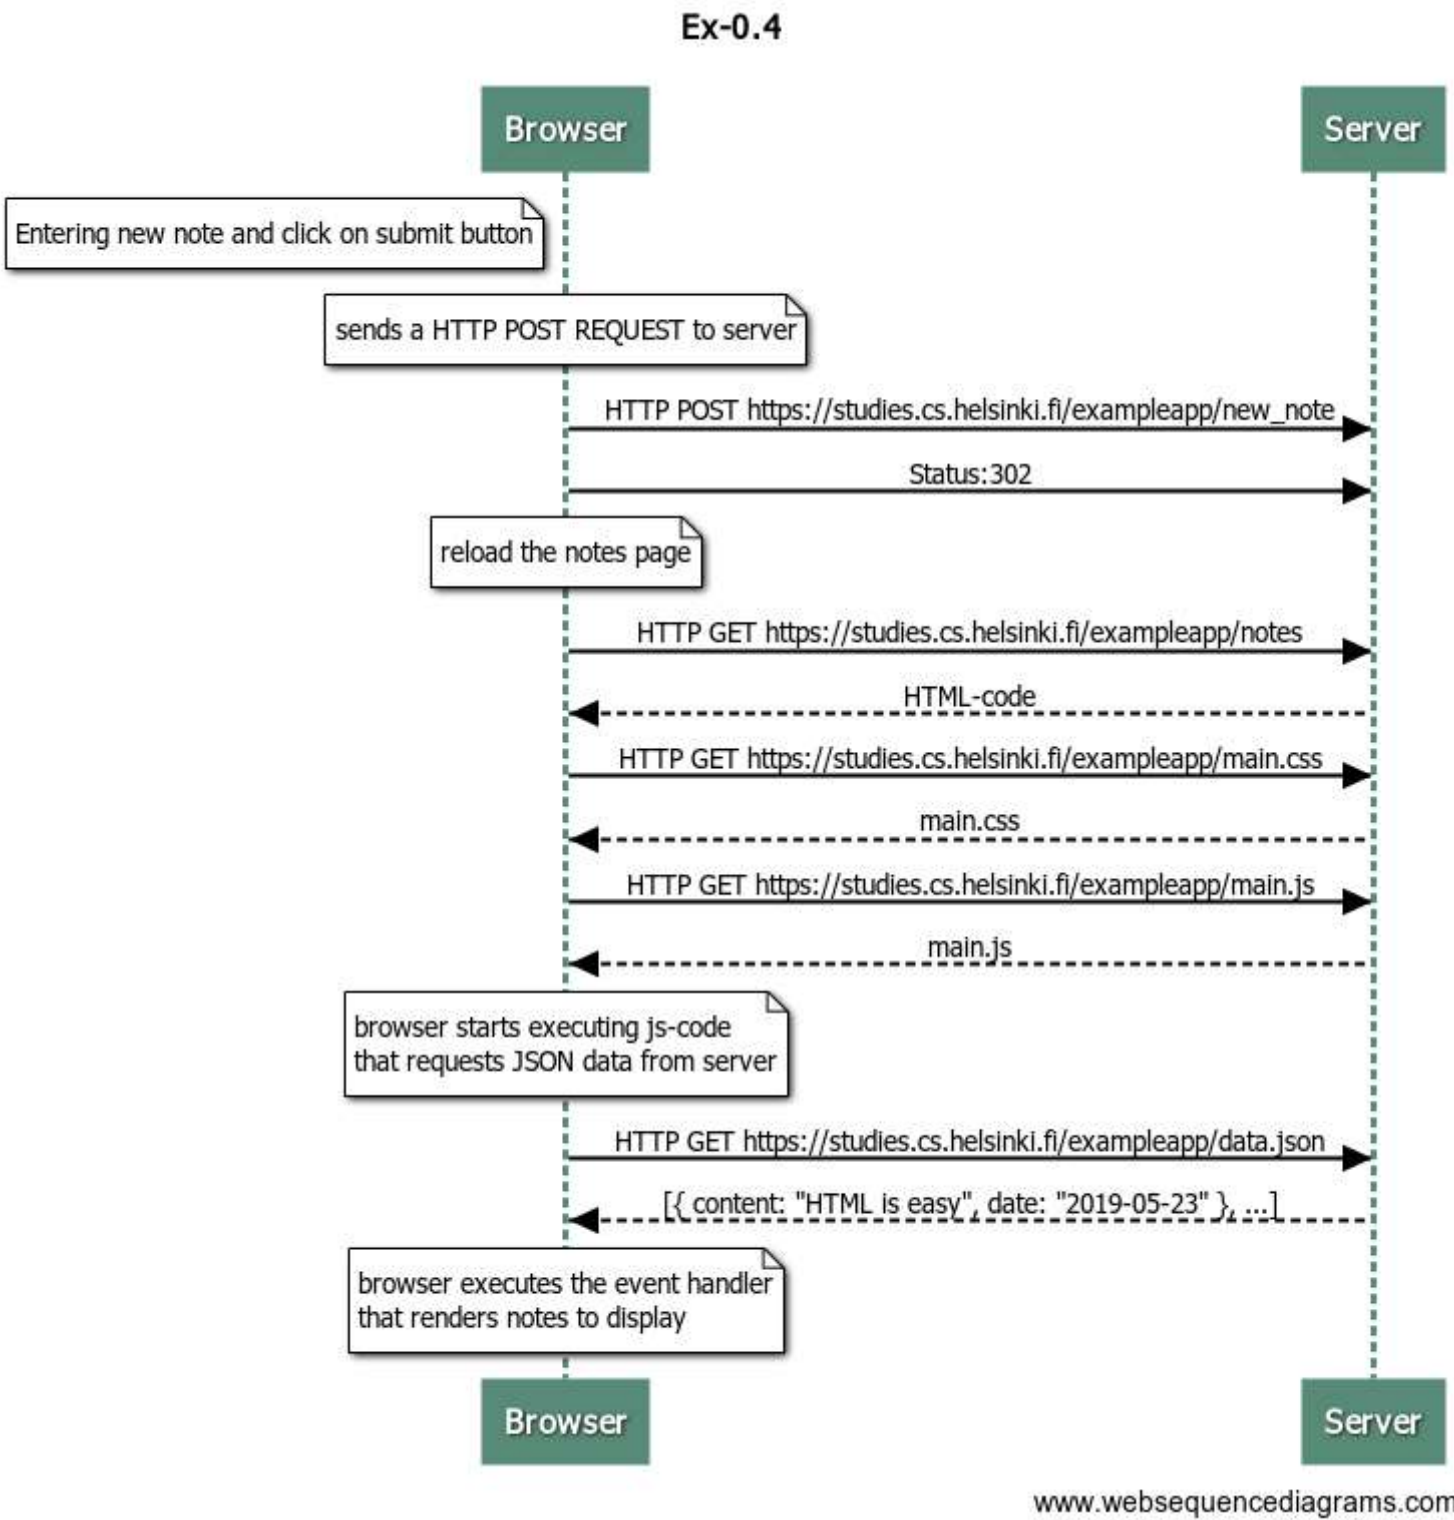 Ex-0.4
Browser
Server
Entering new note and click on submit button
sends a HTTP POST REQUEST to server
HTTP POST https://studies.cs.helsinki.fi/exampleapp/new_note
Status:302
reload the notes page
HTTP GET https://studies.cs.helsinki.fi/exampleapp/notes
HTML-code
HTTP GET https://studies.cs.helsinki.fi/exampleapp/main.css
main.css
HTTP GET https://studies.cs.helsinki.fi/exampleapp/main.js
main.js
browser starts executing js-code
that requests JSON data from server
HTTP GET https://studies.cs.helsinki.fi/exampleapp/data.json
[{ content: "HTML is easy", date: "2019-05-23" }, ...]
browser executes the event handler
that renders notes to display
Browser
Server
www.websequencediagrams.com